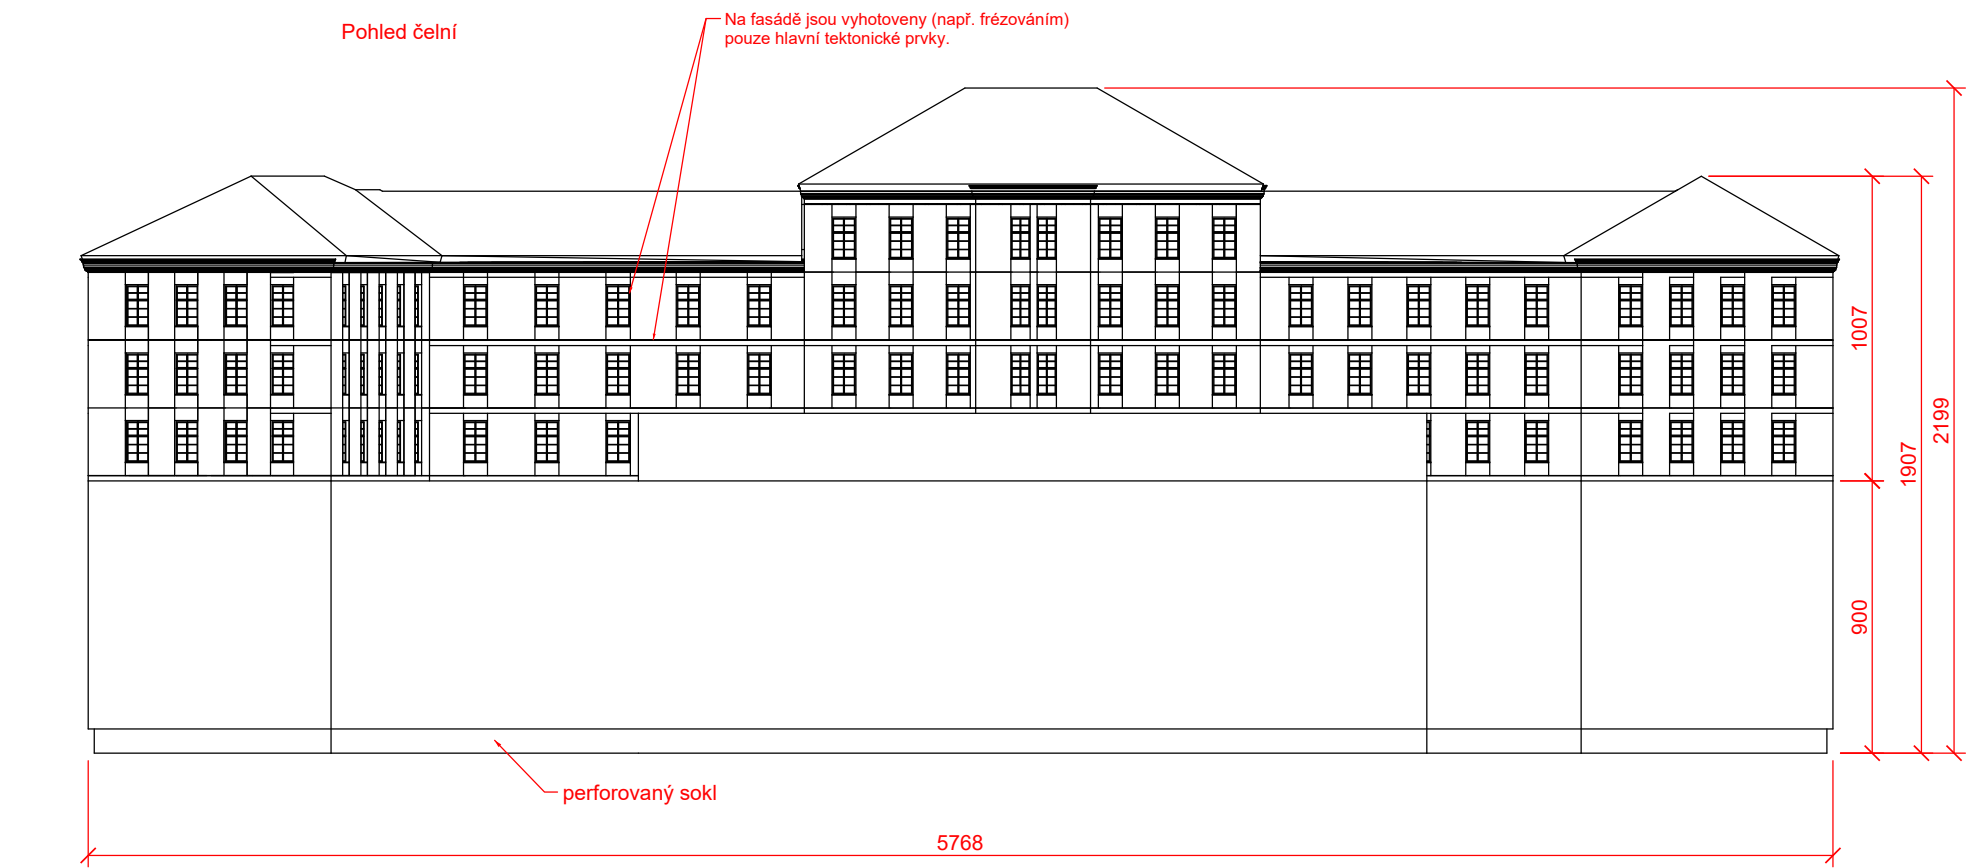 Pohled čelní
Na fasádě jsou vyhotoveny (např. frézováním)
pouze hlavní tektonické prvky.
1007
2199
1907
900
perforovaný sokl
5768